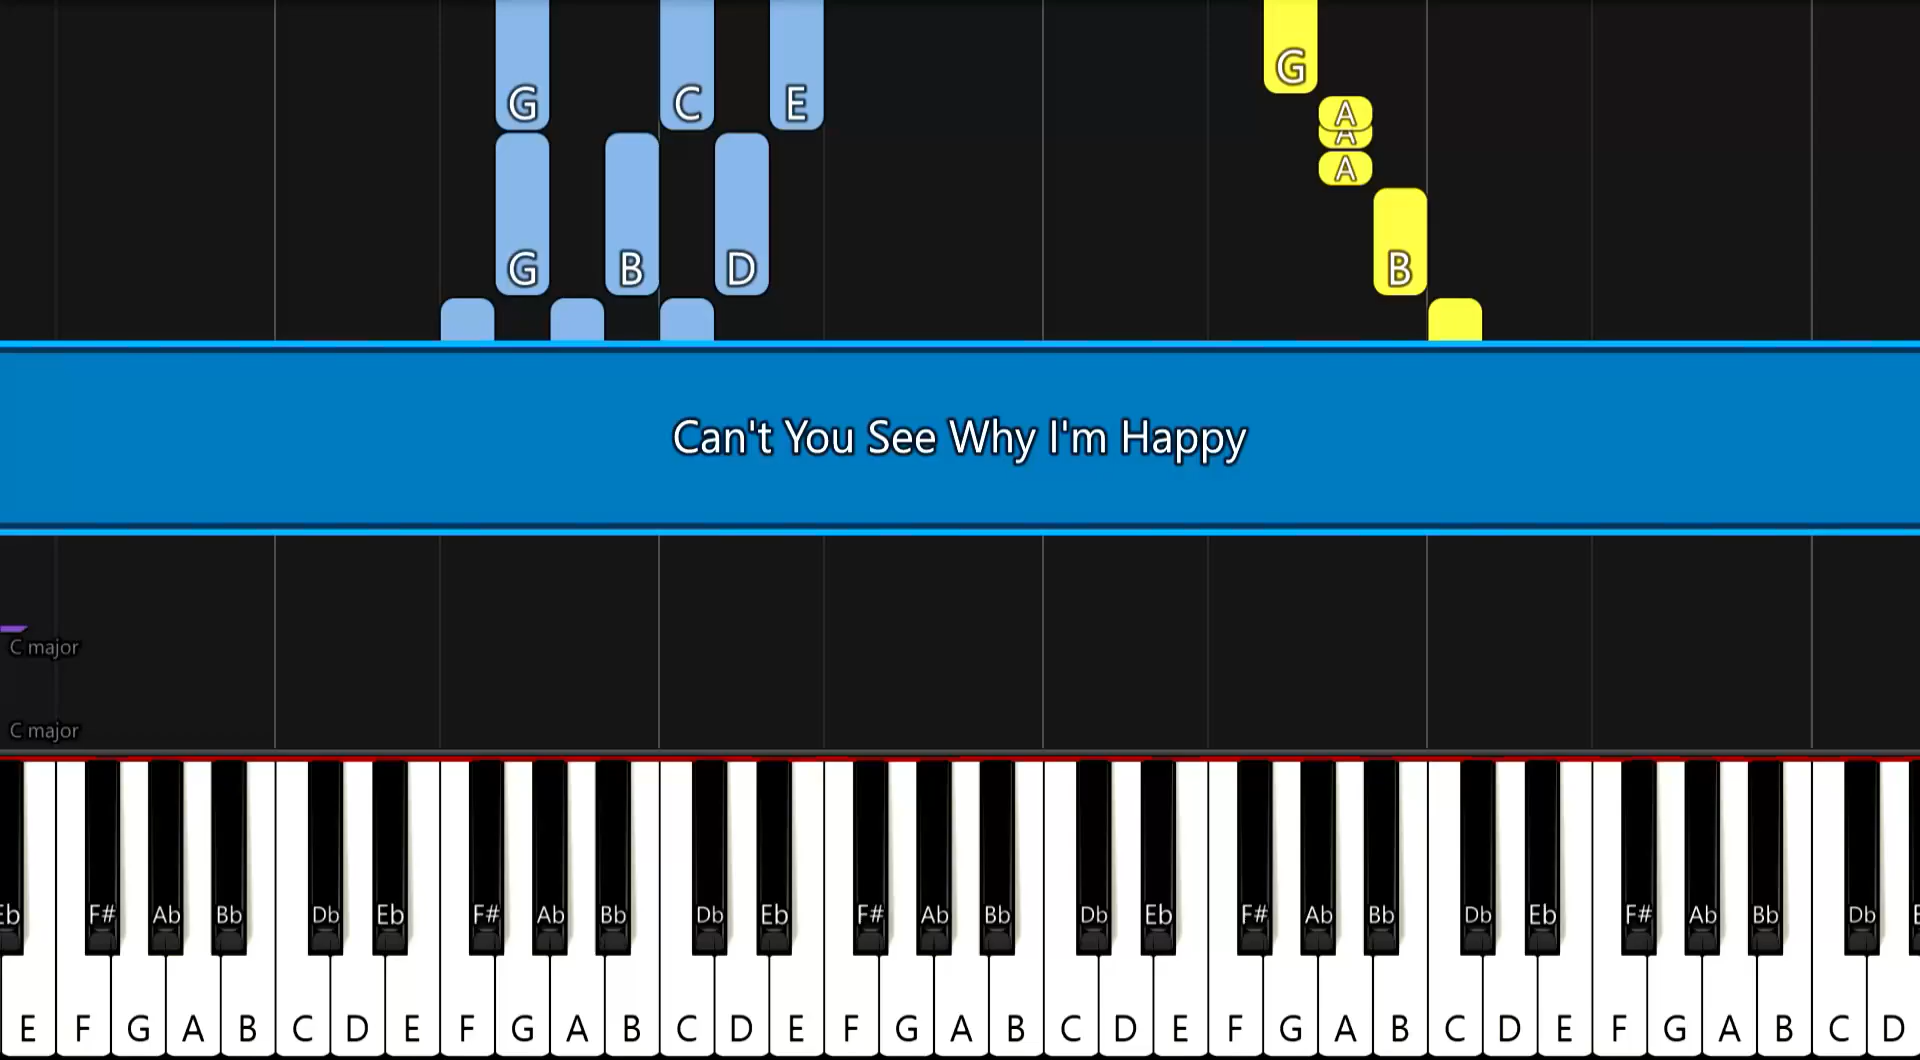 G
G C E
A
A
A
G B D B
Can't You See Why I'm Happy
C major
C major
Eb F# Ab Bb Db Eb F# Ab Bb Db Eb F# Ab Bb Db Eb F# Ab Bb Db Eb F# Ab Bb Db
E F G A B C D E F G A B C D E F G A B C D E F G A B C D E F G A B C D